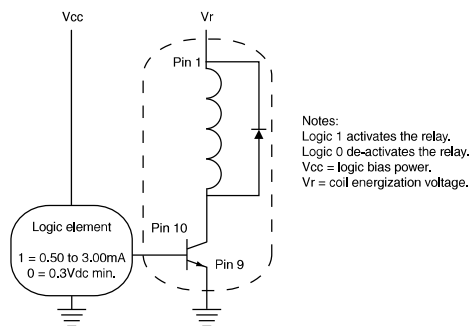 Vcc
Vr
Pin 1
Notes:
Logic 1 activates the relay.
Logic 0 de-activates the relay.
Vcc = logic bias power.
Vr = coil energization voltage.
Logic element
1 = 0.50 to 3.00mA
0 = 0.3Vdc min.
Pin 10
Pin 9